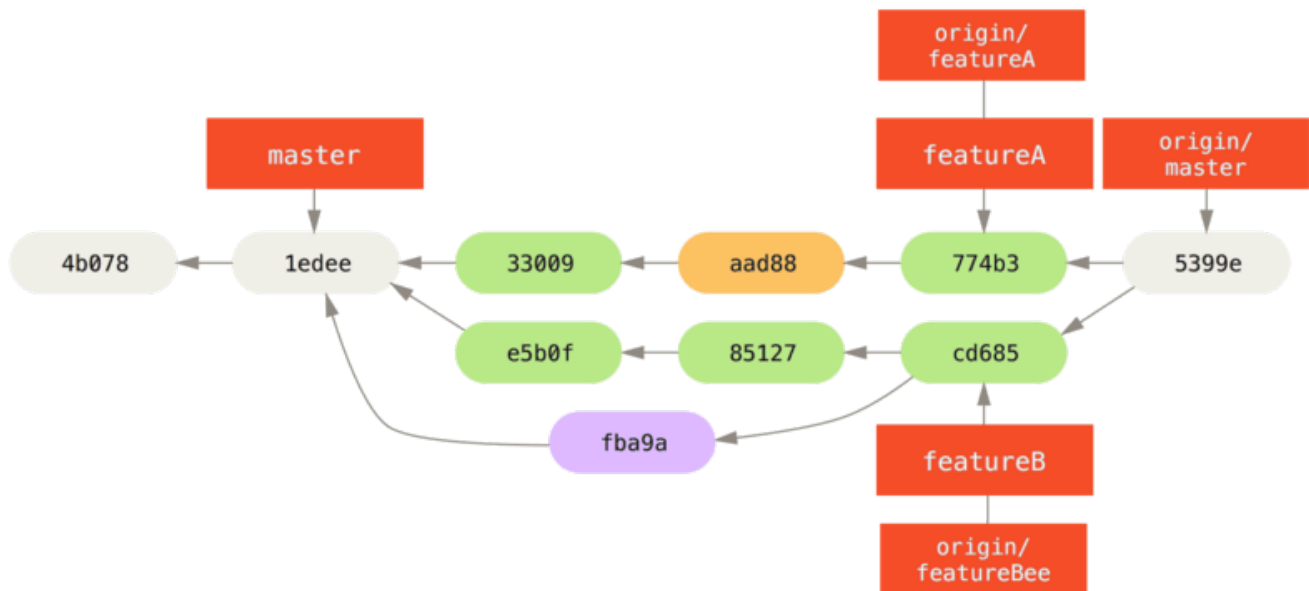 origin/
featureA
master
featureA
origin/
master
4b078
1edee
33009
aad88
774b3
5399e
e5b0f
85127
cd685
fba9a
featureB
origin/
featureBee